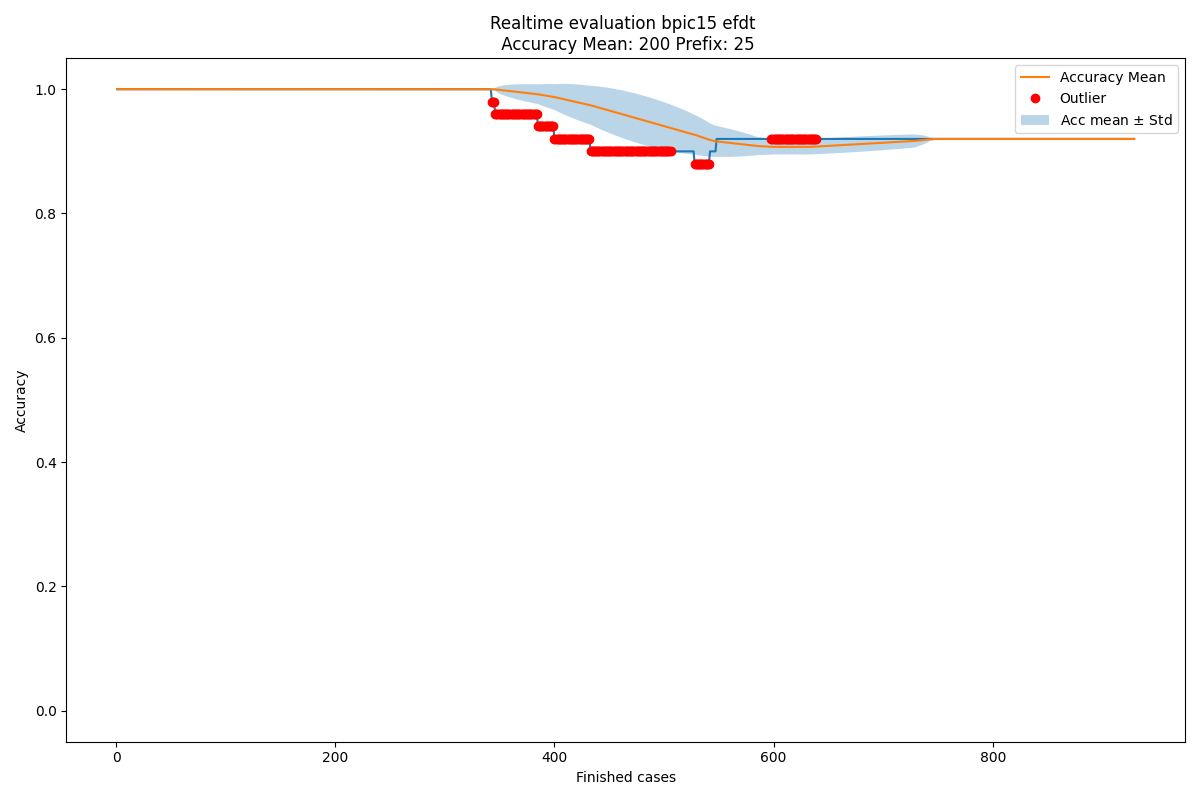 Realtime evaluation bpic15 efdt
Accuracy Mean: 200 Prefix: 25
Accuracy Mean
Outlier
Acc mean ± Std
1.0
0.8
0.6
0.4
0.2
0.0
Accuracy
0
200
400
600
800
Finished cases